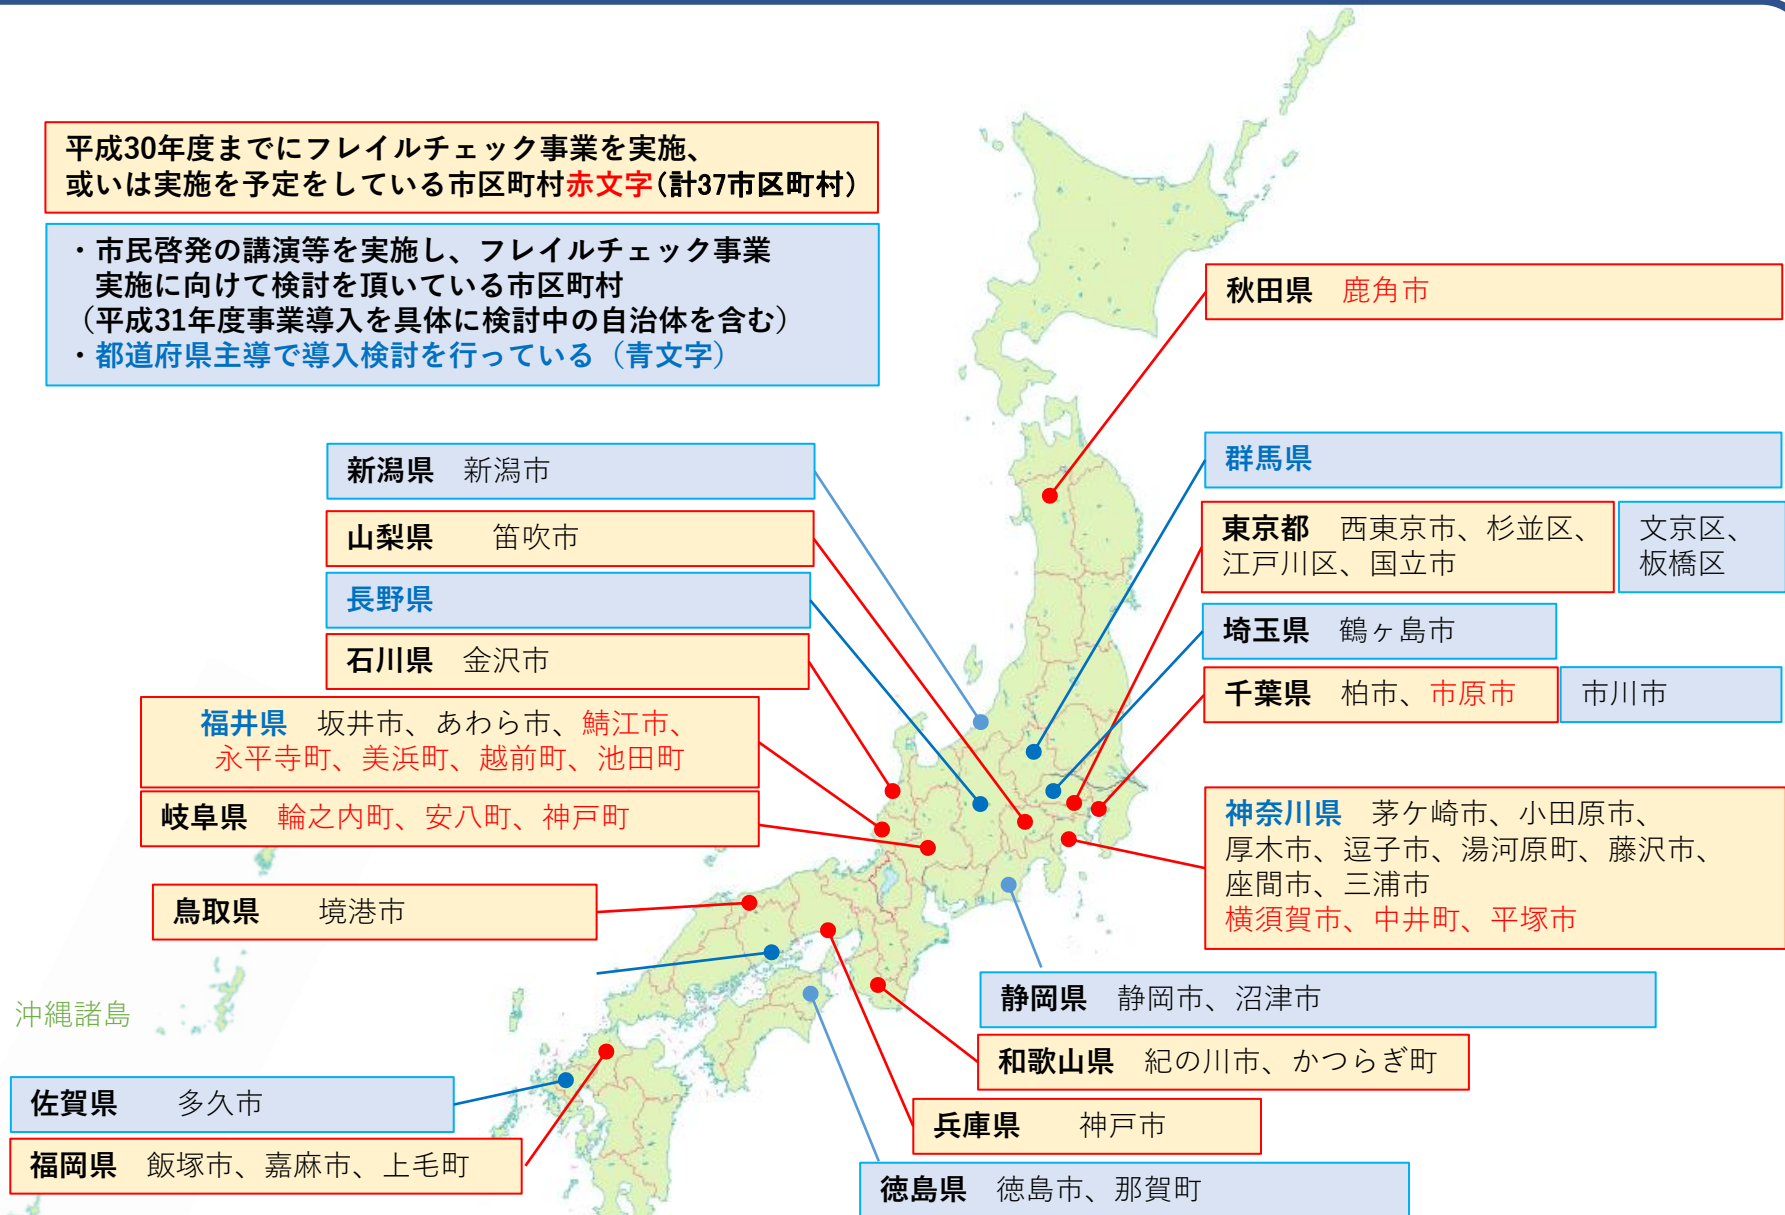 平成30年度までにフレイルチェック事業を実施、
或いは実施を予定をしている市区町村赤文字(計37市区町村)
・市民啓発の講演等を実施し、フレイルチェック事業
実施に向けて検討を頂いている市区町村
(平成31年度事業導入を具体に検討中の自治体を含む)
・都道府県主導で導入検討を行っている(青文字)
秋田県 鹿角市
新潟県 新潟市
群馬県
山梨県 笛吹市
東京都 西東京市、杉並区、
江戸川区、国立市
文京区、
板橋区
長野県
埼玉県 鶴ヶ島市
石川県 金沢市
千葉県 柏市、市原市
市川市
福井県 坂井市、あわら市、鯖江市、
永平寺町、美浜町、越前町、池田町
岐阜県 輪之内町、安八町、神戸町
神奈川県 茅ケ崎市、小田原市、
厚木市、逗子市、湯河原町、藤沢市、
座間市、三浦市
横須賀市、中井町、平塚市
鳥取県 境港市
静岡県 静岡市、沼津市
沖縄諸島
和歌山県 紀の川市、かつらぎ町
佐賀県 多久市
兵庫県 神戸市
福岡県 飯塚市、嘉麻市、上毛町
徳島県 徳島市、那賀町